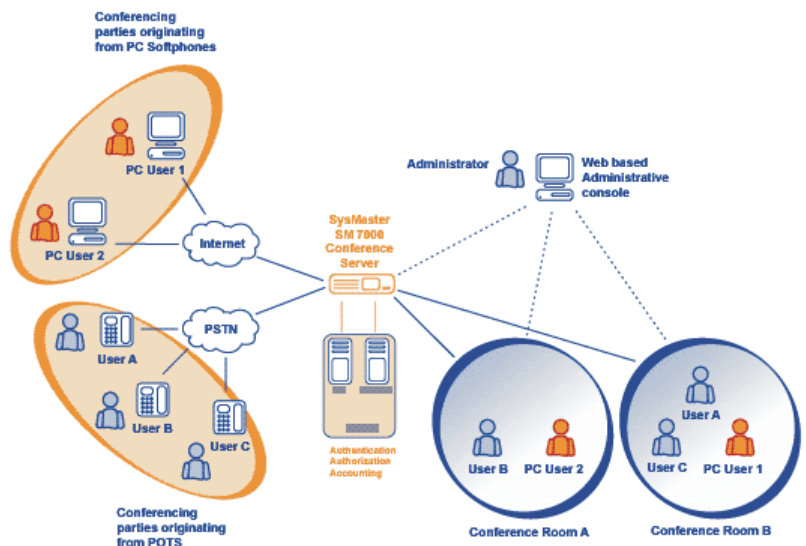 Conferencing
parties originating
from PC Softphones
PC User 1
PC User 2
Internet
Administrator
Web based
Administrative
console
SysMaster
SM 7000
Conference
Server
PSTN
User A
User B
User C
Authentication
Authorization
Accounting
User B
PC User 2
User A
User C
PC User 1
Conference Room A
Conference Room B
Conferencing
parties originating
from POTS